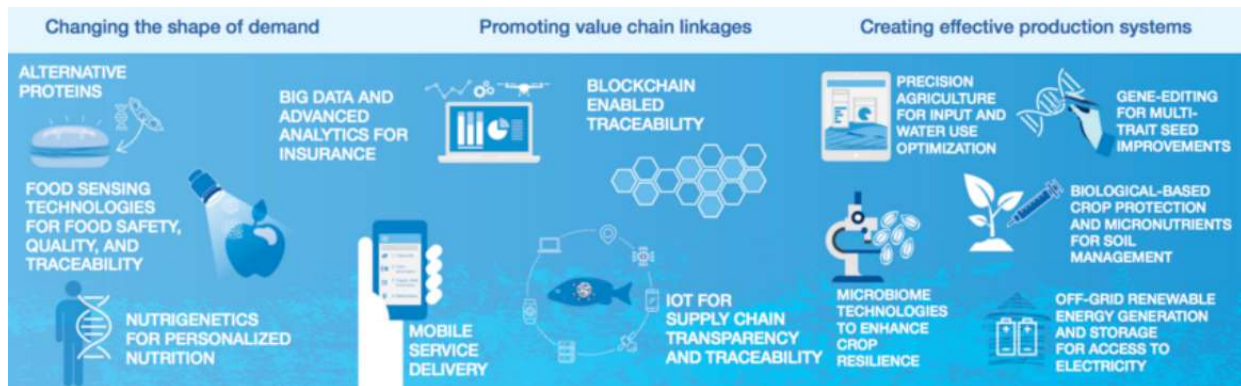 Changing the shape of demand
Promoting value chain linkages
Creating effective production systems
ALTERNATIVE
PROTEINS
FOOD SENSING
TECHNOLOGIES
FOR FOOD SAFETY,
QUALITY, AND
TRACEABILITY
NUTRIGENETICS
FOR PERSONALIZED
NUTRITION
BIG DATA AND
ADVANCED
ANALYTICS FOR
INSURANCE
BLOCKCHAIN
ENABLED
TRACEABILITY
MOBILE
SERVICE
DELIVERY
IOT FOR
SUPPLY CHAIN
TRANSPARENCY
AND TRACEABILITY
PRECISION
AGRICULTURE
FOR INPUT AND
WATER USE
OPTIMIZATION
GENE-EDITING
FOR MULTI-
TRAIT SEED
IMPROVEMENTS
MICROBIOME
TECHNOLOGIES
TO ENHANCE
CROP
RESILIENCE
BIOLOGICAL-BASED
CROP PROTECTION
AND MICRONUTRIENTS
FOR SOIL
MANAGEMENT
OFF-GRID RENEWABLE
ENERGY GENERATION
AND STORAGE
FOR ACCESS TO
ELECTRICITY